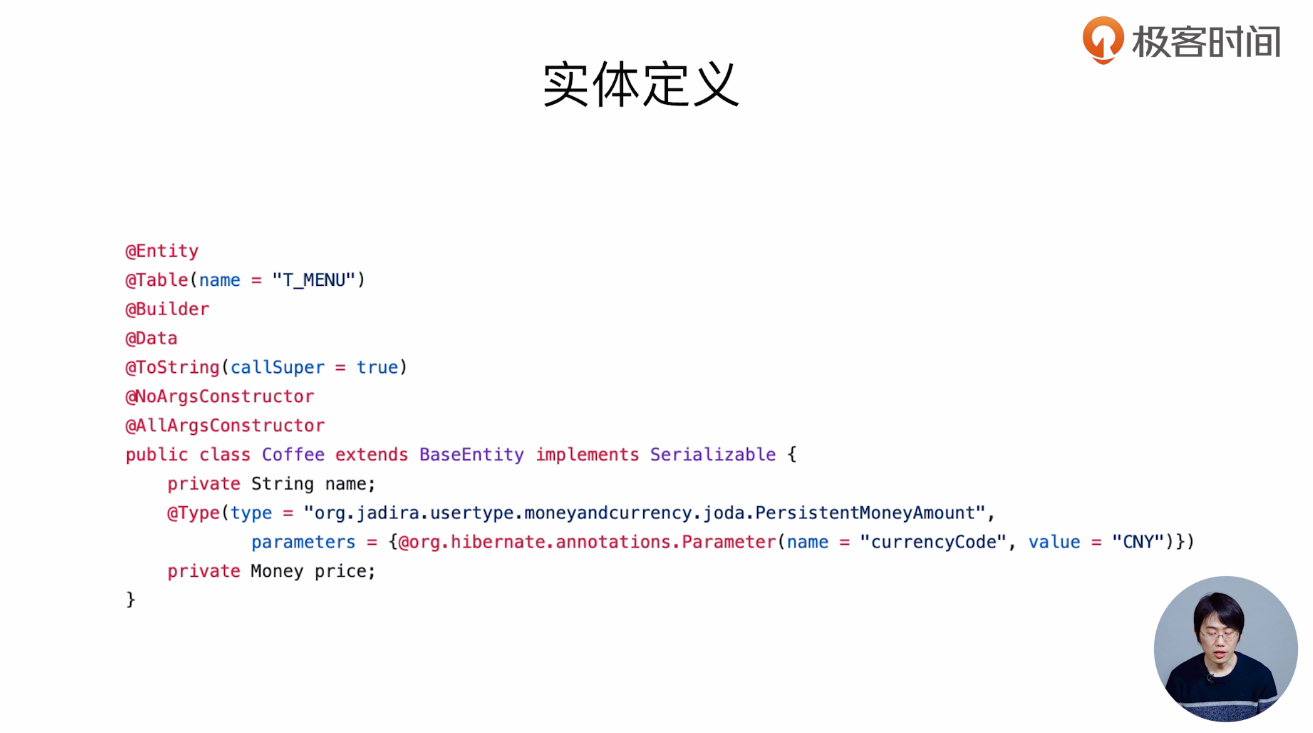 极客时间
实体定义
@Entity
@Table(name = "T_MENU")
@Builder
@Data
@ToString(callSuper = true)
@NoArgsConstructor
@AllArgsConstructor
public class Coffee extends BaseEntity implements Serializable {
    private String name;
    @Type(type = "org.jadira.usertype.moneyandcurrency.joda.PersistentMoneyAmount",
            parameters = {@org.hibernate.annotations.Parameter(name = "currencyCode", value = "CNY")})
    private Money price;
}